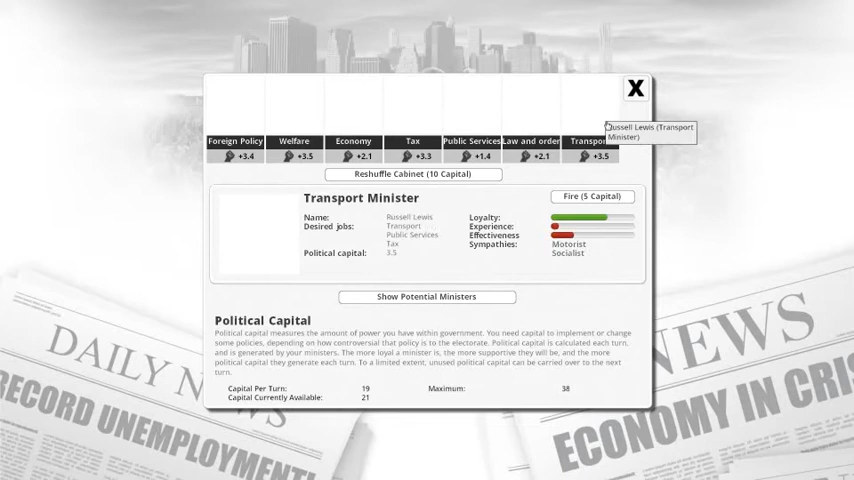 X
Russell Lewis (Transport
Minister)
Foreign Policy Welfare Economy Tax Public Services Law and order
+3.4 +3.5 +2.1 +3.3 +1.4 +2.1 +3.5
Reshuffle Cabinet (10 Capital)
Transport Minister
Fire (5 Capital)
Name: Russell Lewis Loyalty:
Desired jobs: Transport Experience:
Public Services Effectiveness
Tax Sympathies: Motorist
Political capital: 3.5 Socialist
Show Potential Ministers
Political Capital
Political capital measures the amount of power you have within government. You need capital to implement or change
some policies, depending on how controversial that policy is to the electorate. Political capital is calculated each turn,
and is generated by your ministers. The more loyal a minister is, the more supportive they will be, and the more
political capital they generate each turn. To a limited extent, unused political capital can be carried over to the next
turn.
Capital Per Turn: 19 Maximum: 38
Capital Currently Available: 21
DAILY NEWS
RECORD UNEMPLOYMENT!
NEWS
ECONOMY IN CRIS